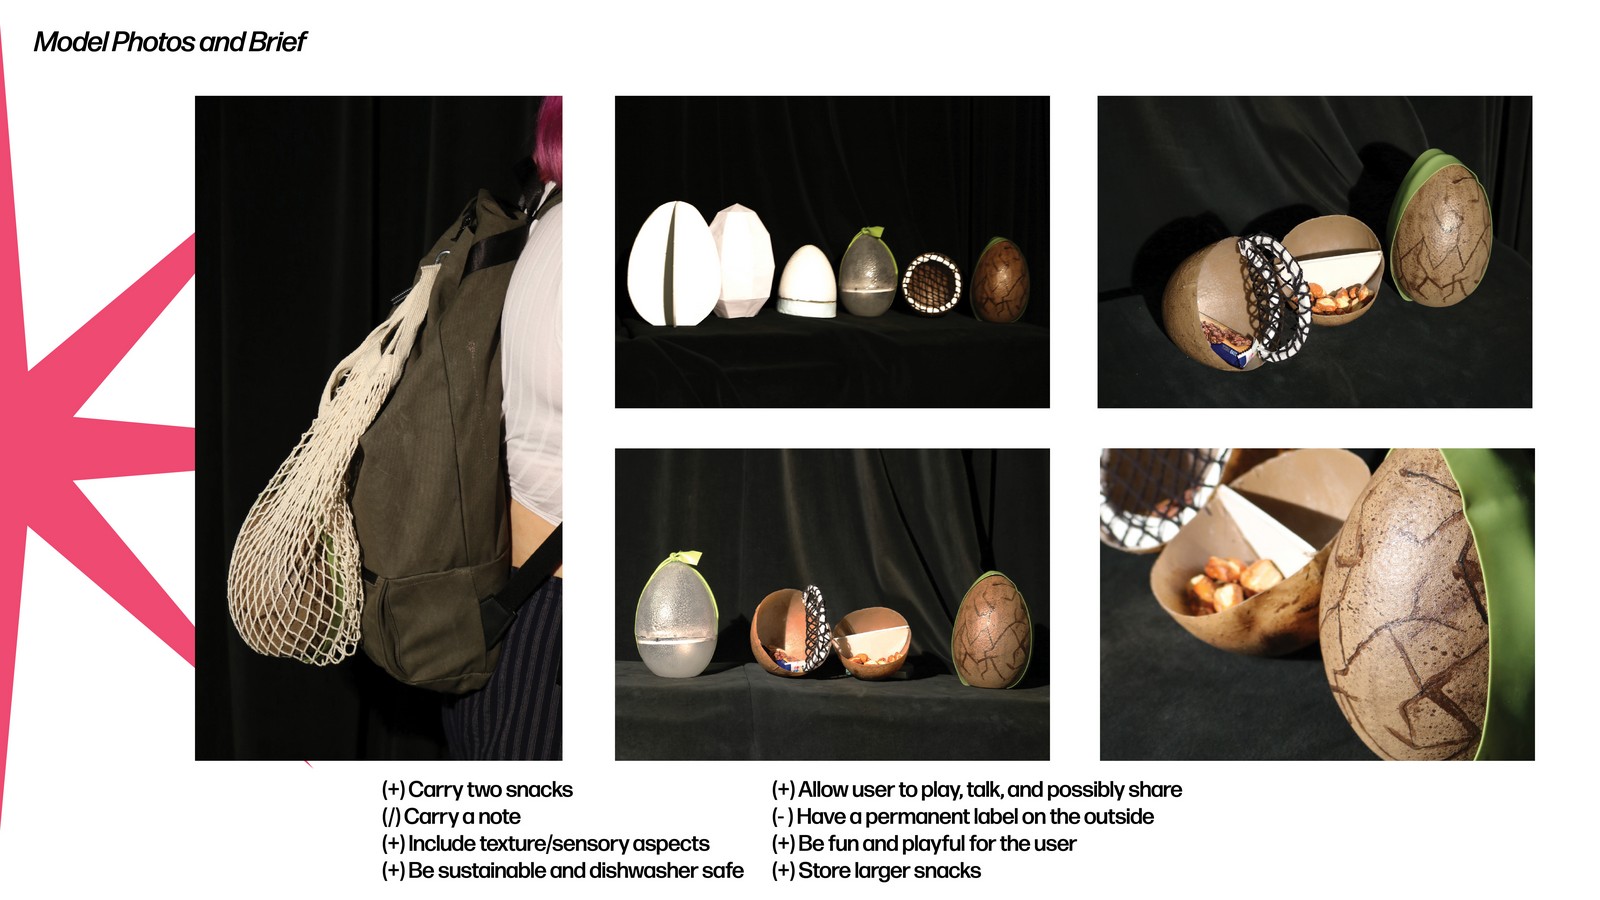 Model Photos and Brief
(+) Carry two snacks
(/) Carry a note
(+) Include texture/sensory aspects
(+) Be sustainable and dishwasher safe
(+) Allow user to play, talk, and possibly share
(- ) Have a permanent label on the outside
(+) Be fun and playful for the user
(+) Store larger snacks